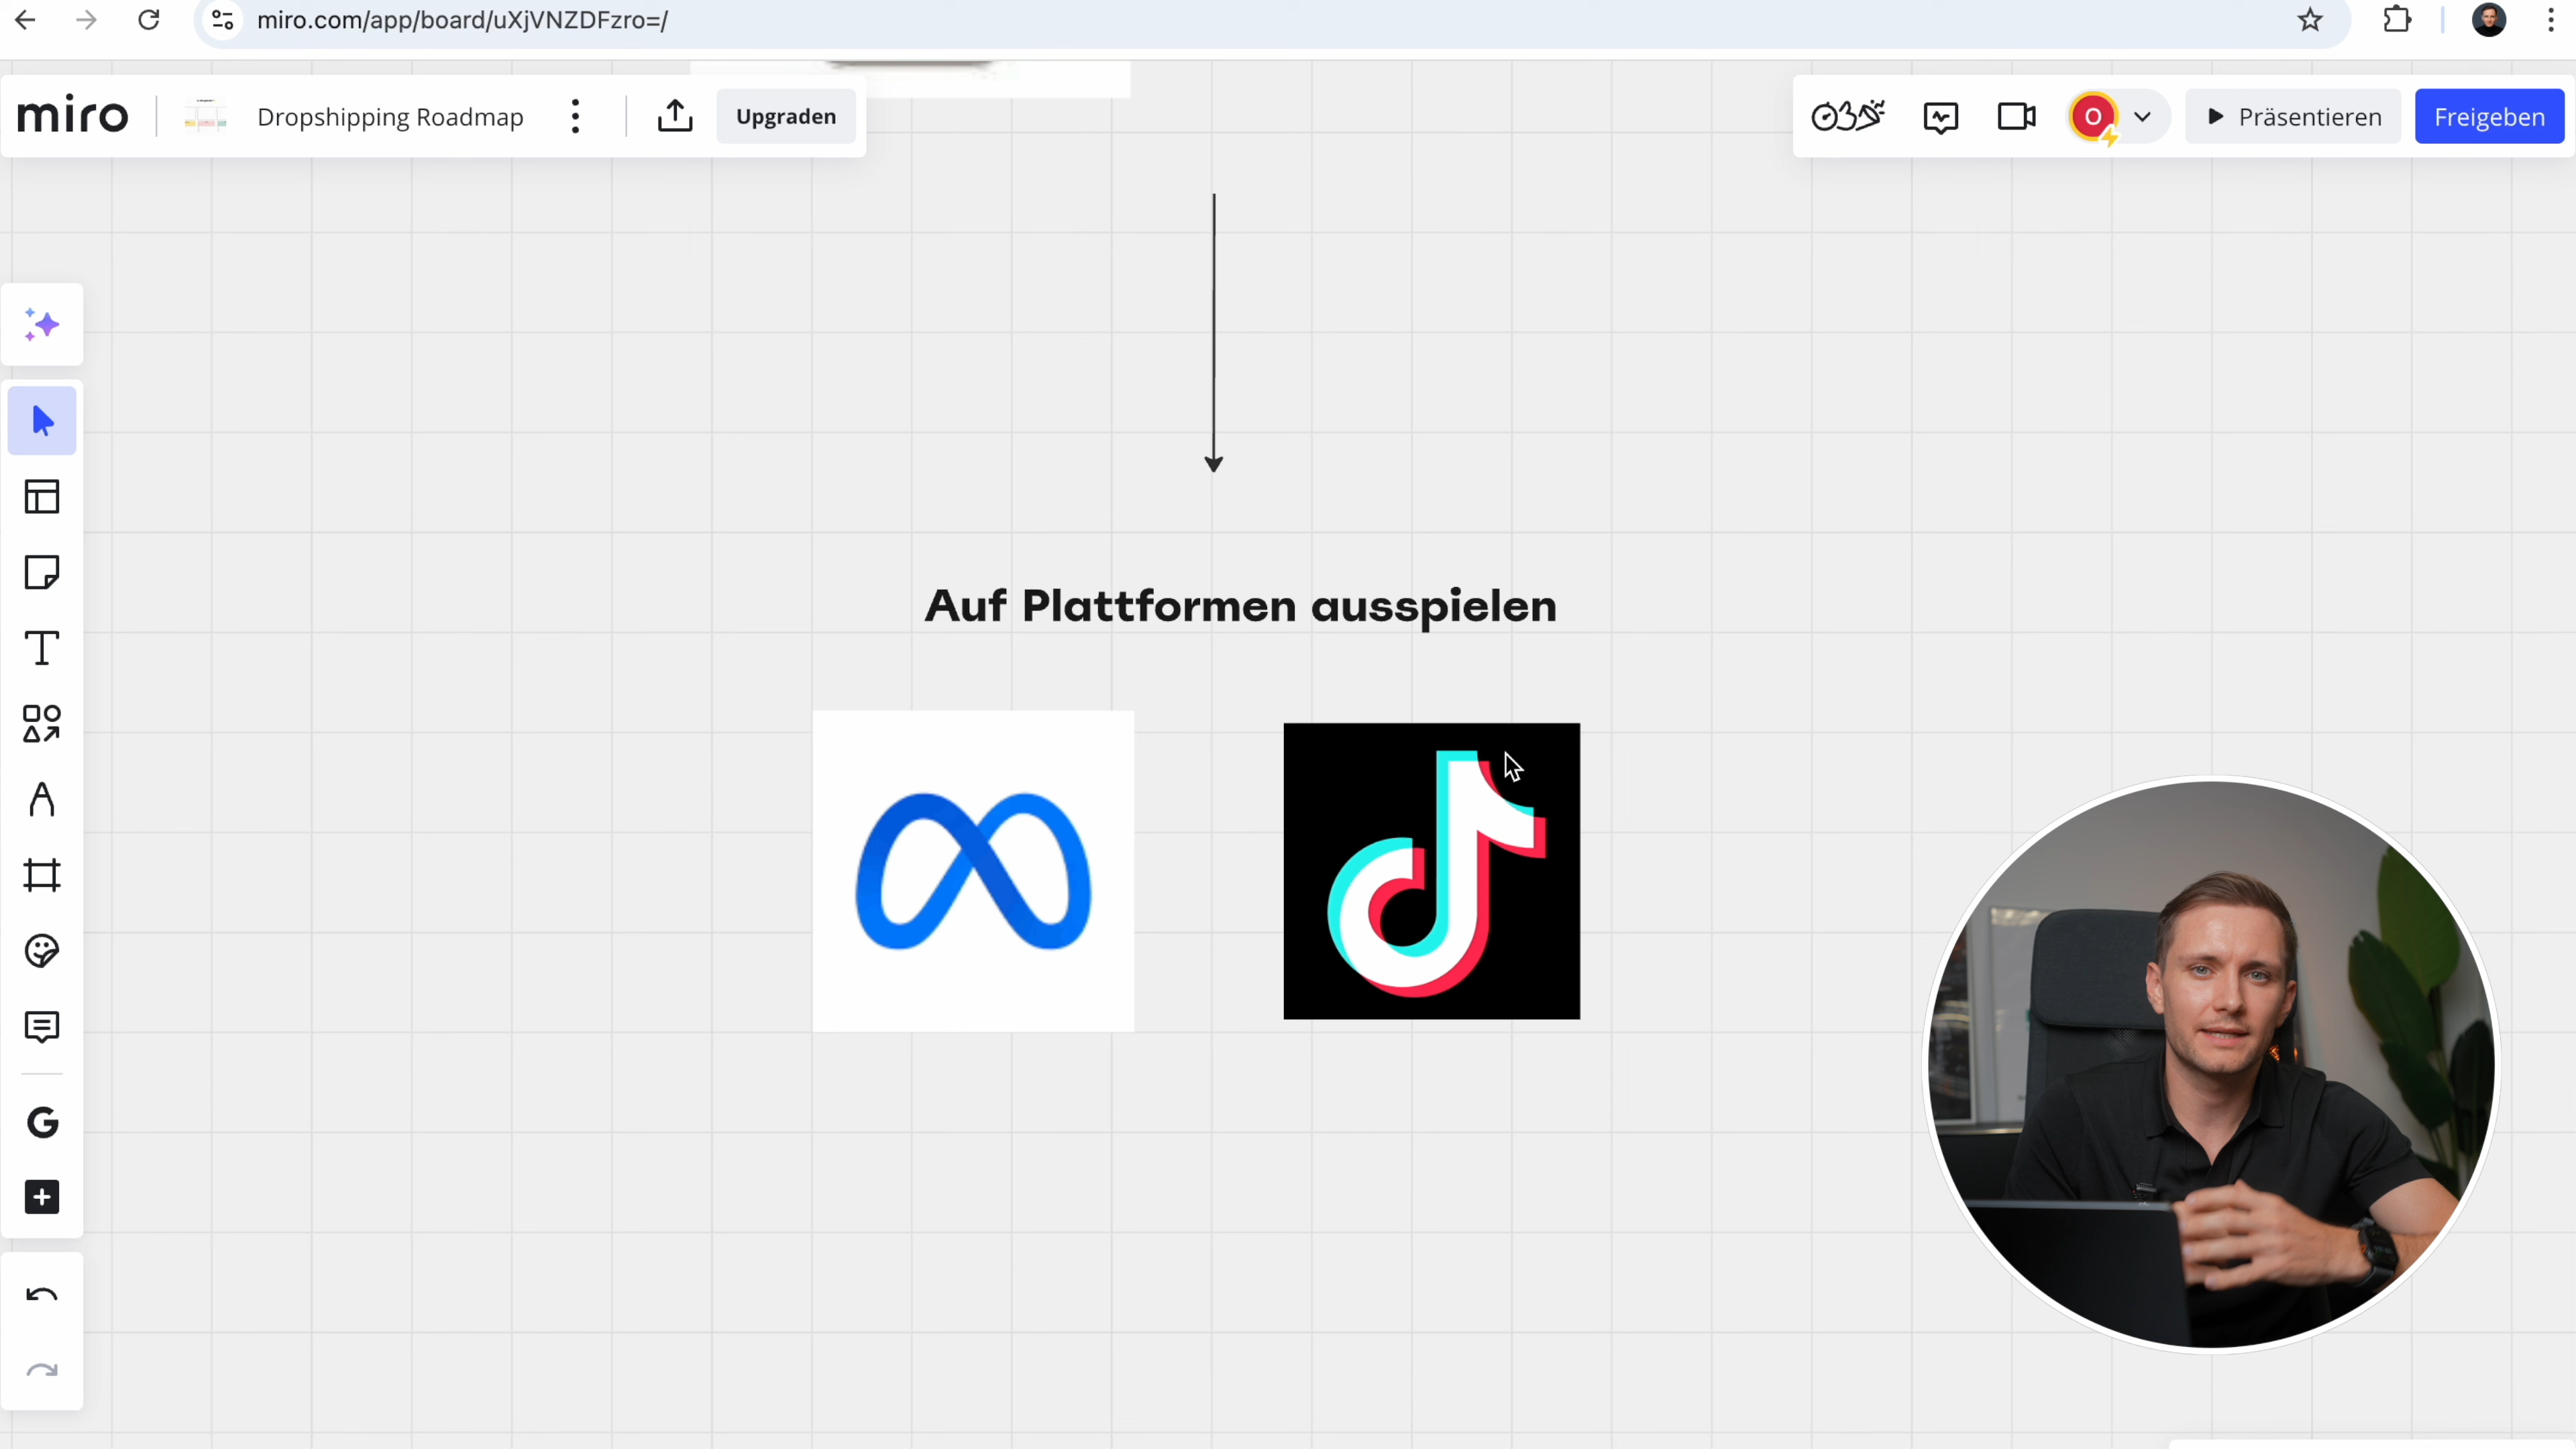 miro.com/app/board/uXjVNZDFzro=/
miro
Dropshipping Roadmap
Upgraden
O
Präsentieren
Freigeben
Auf Plattformen ausspielen